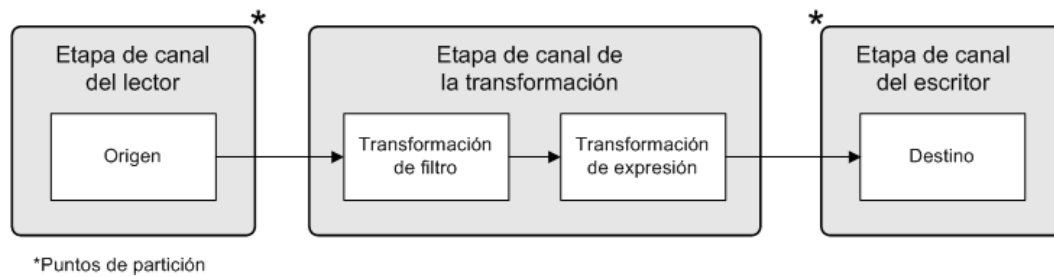 *
*
Etapa de canal
del lector
Etapa de canal de
la transformación
Etapa de canal
del escritor
Origen
Transformación
de filtro
Transformación
de expresión
Destino
*Puntos de partición